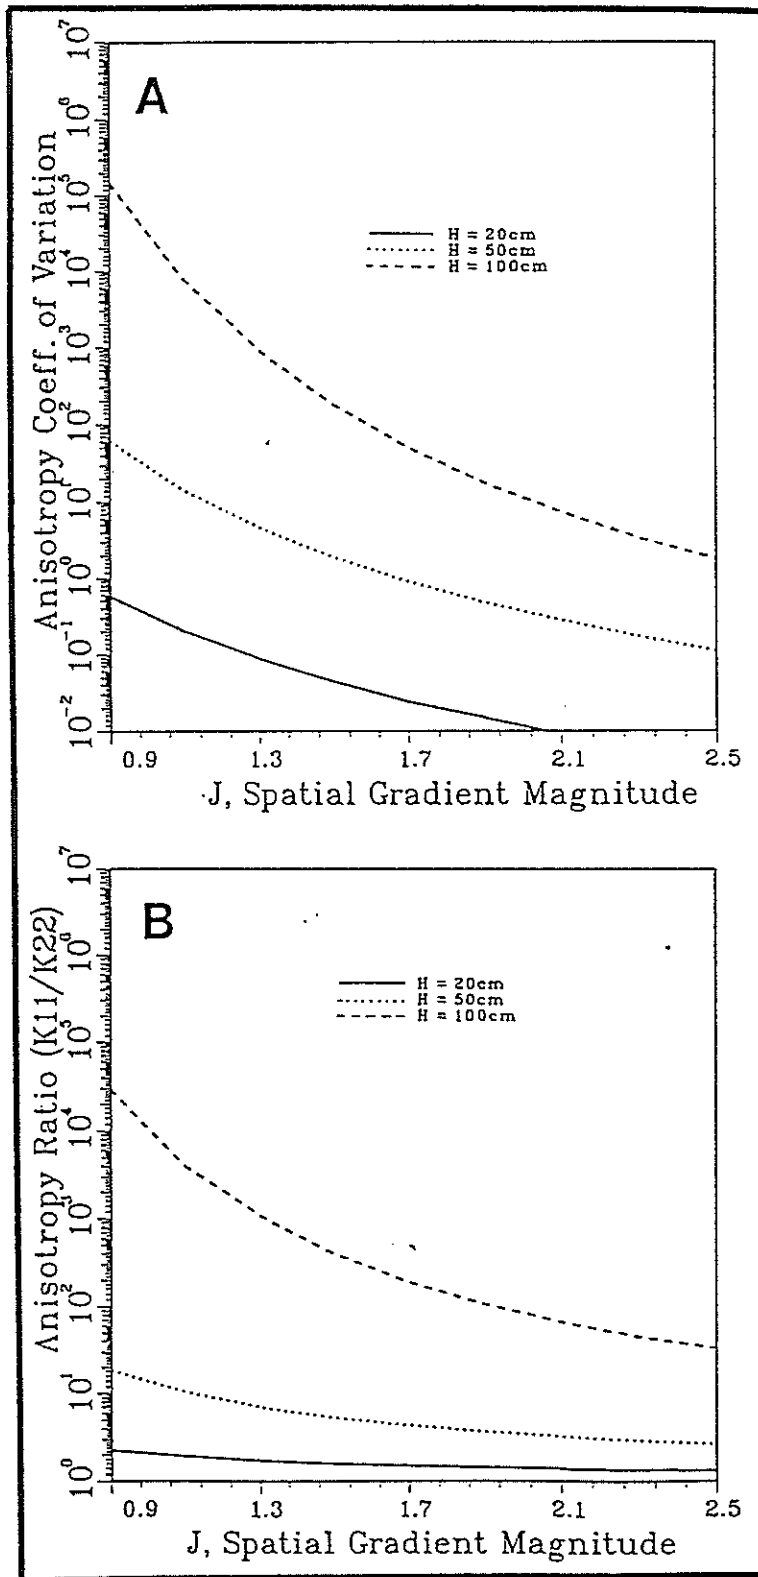 A
Anisotropy Coeff. of Variation
10^7
10^6
10^5
10^4
10^3
10^2
10^1
10^0
10^-1
10^-2
H = 20cm
H = 50cm
H = 100cm
0.9 1.3 1.7 2.1 2.5
J, Spatial Gradient Magnitude
B
Anisotropy Ratio (K11/K22)
10^7
10^6
10^5
10^4
10^3
10^2
10^1
10^0
H = 20cm
H = 50cm
H = 100cm
0.9 1.3 1.7 2.1 2.5
J, Spatial Gradient Magnitude